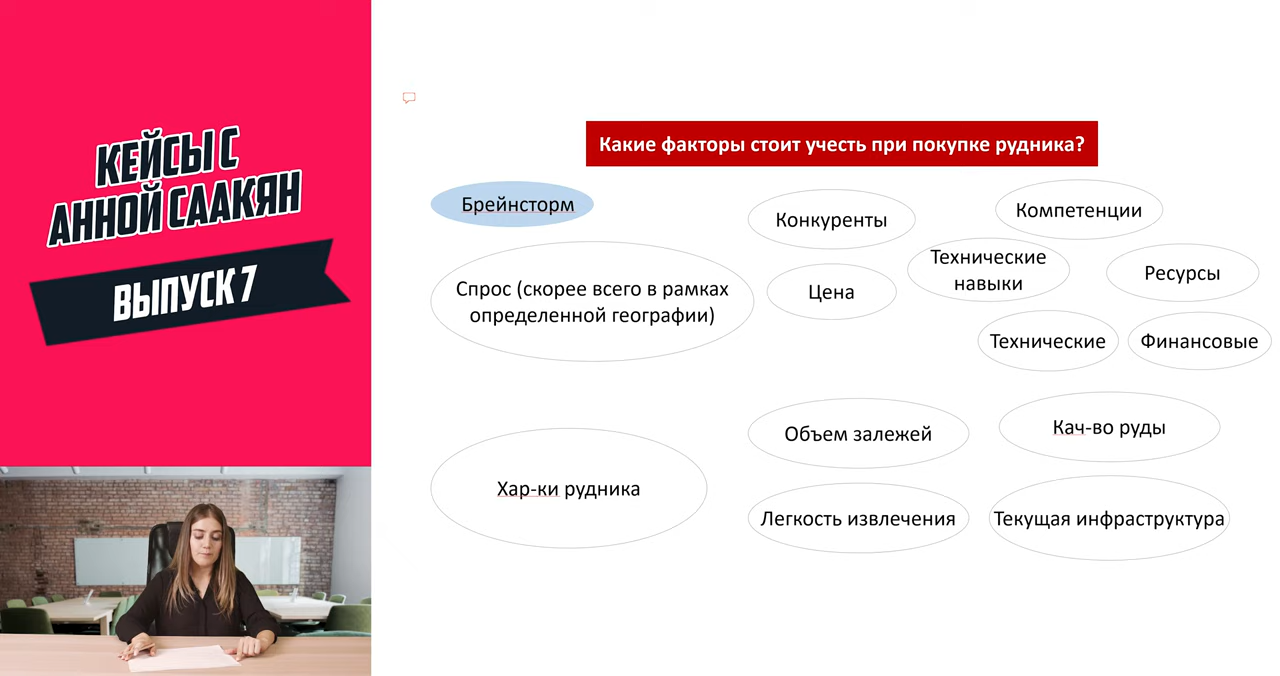 КЕЙСЫ С
АННОЙ СААКЯН
ВЫПУСК 7
Какие факторы стоит учесть при покупке рудника?
Брейнсторм
Конкуренты
Компетенции
Технические
навыки
Ресурсы
Спрос (скорее всего в рамках
определенной географии)
Цена
Технические
Финансовые
Объем залежей
Кач-во руды
Хар-ки рудника
Легкость извлечения
Текущая инфраструктура